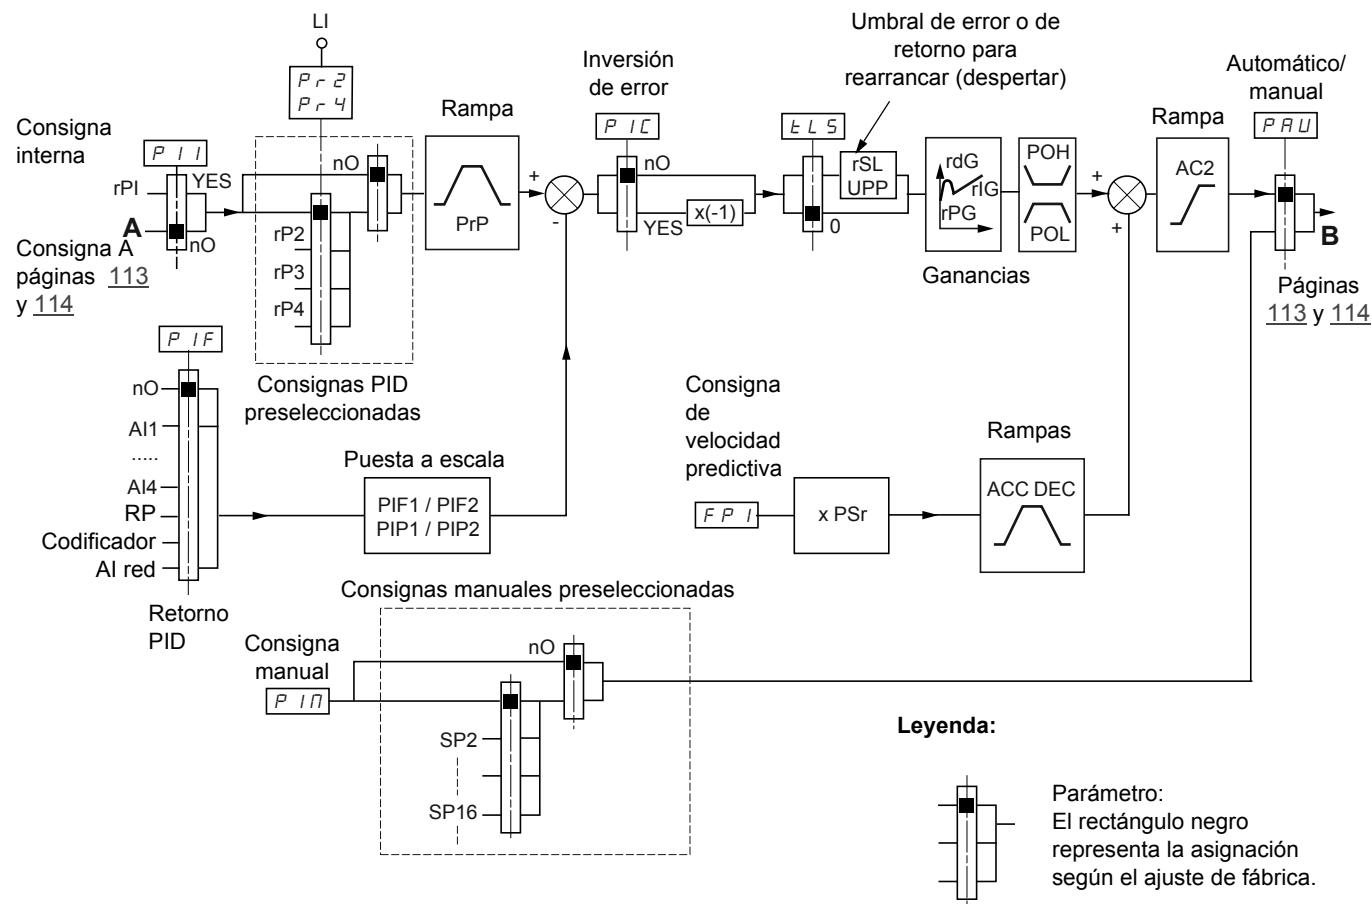 LI
Pr2
Pr4
Consigna
interna
PII
rPI
YES
A
nO
Consigna A
páginas 113
y 114
nO
rP2
rP3
rP4
Consignas PID
preseleccionadas
Rampa
PrP
+
-
Inversión
de error
PIC
nO
YES
x(-1)
tLS
0
Umbral de error o de
retorno para
rearrancar (despertar)
rSL
UPP
rdG
rIG
rPG
Ganancias
POH
POL
+
+
Rampa
AC2
Automático/
manual
PAU
B
Páginas
113 y 114
PIF
nO
AI1
.....
AI4
RP
Codificador
AI red
Retorno
PID
Puesta a escala
PIF1 / PIF2
PIP1 / PIP2
Consigna
de
velocidad
predictiva
FPI
x PSr
Rampas
ACC DEC
Consignas manuales preseleccionadas
Consigna
manual
PIM
nO
SP2
SP16
Leyenda:
Parámetro:
El rectángulo negro
representa la asignación
según el ajuste de fábrica.